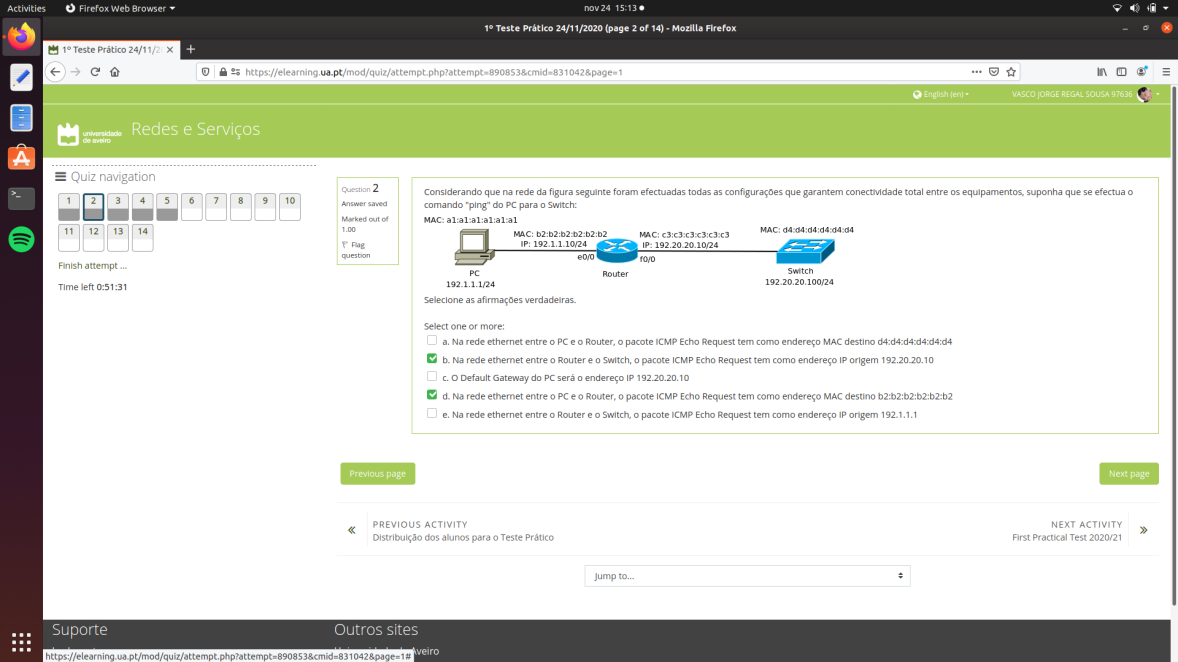 Activities
Firefox Web Browser
nov 24 15:13
1º Teste Prático 24/11/2020 (page 2 of 14) - Mozilla Firefox
1º Teste Prático 24/11/2
https://elearning.ua.pt/mod/quiz/attempt.php?attempt=890853&cmid=831042&page=1
English (en)
VASCO JORGE REGAL SOUSA 97636
universidade
de aveiro
Redes e Serviços
Quiz navigation
1 2 3 4 5 6 7 8 9 10
11 12 13 14
Finish attempt ...
Time left 0:51:31
Question 2
Answer saved
Marked out of
1.00
Flag
question
Considerando que na rede da figura seguinte foram efectuadas todas as configurações que garantem conectividade total entre os equipamentos, suponha que se efectua o
comando "ping" do PC para o Switch:
MAC: a1:a1:a1:a1:a1:a1
MAC: b2:b2:b2:b2:b2:b2
IP: 192.1.1.10/24
e0/0
MAC: c3:c3:c3:c3:c3:c3
IP: 192.20.20.10/24
f0/0
MAC: d4:d4:d4:d4:d4:d4
PC
192.1.1.1/24
Router
Switch
192.20.20.100/24
Selecione as afirmações verdadeiras.
Select one or more:
a. Na rede ethernet entre o PC e o Router, o pacote ICMP Echo Request tem como endereço MAC destino d4:d4:d4:d4:d4:d4
b. Na rede ethernet entre o Router e o Switch, o pacote ICMP Echo Request tem como endereço IP origem 192.20.20.10
c. O Default Gateway do PC será o endereço IP 192.20.20.10
d. Na rede ethernet entre o PC e o Router, o pacote ICMP Echo Request tem como endereço MAC destino b2:b2:b2:b2:b2:b2
e. Na rede ethernet entre o Router e o Switch, o pacote ICMP Echo Request tem como endereço IP origem 192.1.1.1
Previous page
Next page
PREVIOUS ACTIVITY
Distribuição dos alunos para o Teste Prático
NEXT ACTIVITY
First Practical Test 2020/21
Jump to...
Suporte
Outros sites
https://elearning.ua.pt/mod/quiz/attempt.php?attempt=890853&cmid=831042&page=1#
Aveiro